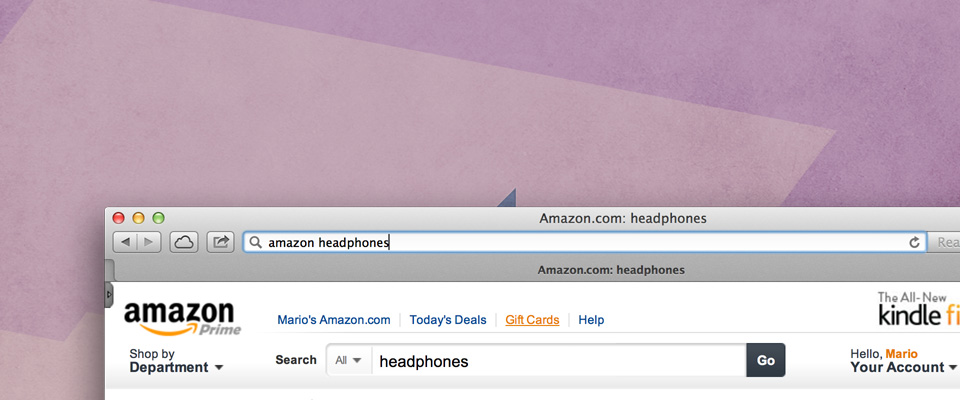 Amazon.com: headphones
amazon headphones
Rea
Amazon.com: headphones
amazon Prime
Mario's Amazon.com Today's Deals Gift Cards Help
The All-New
kindle fi
Shop by
Department
Search All headphones Go
Hello, Mario
Your Account